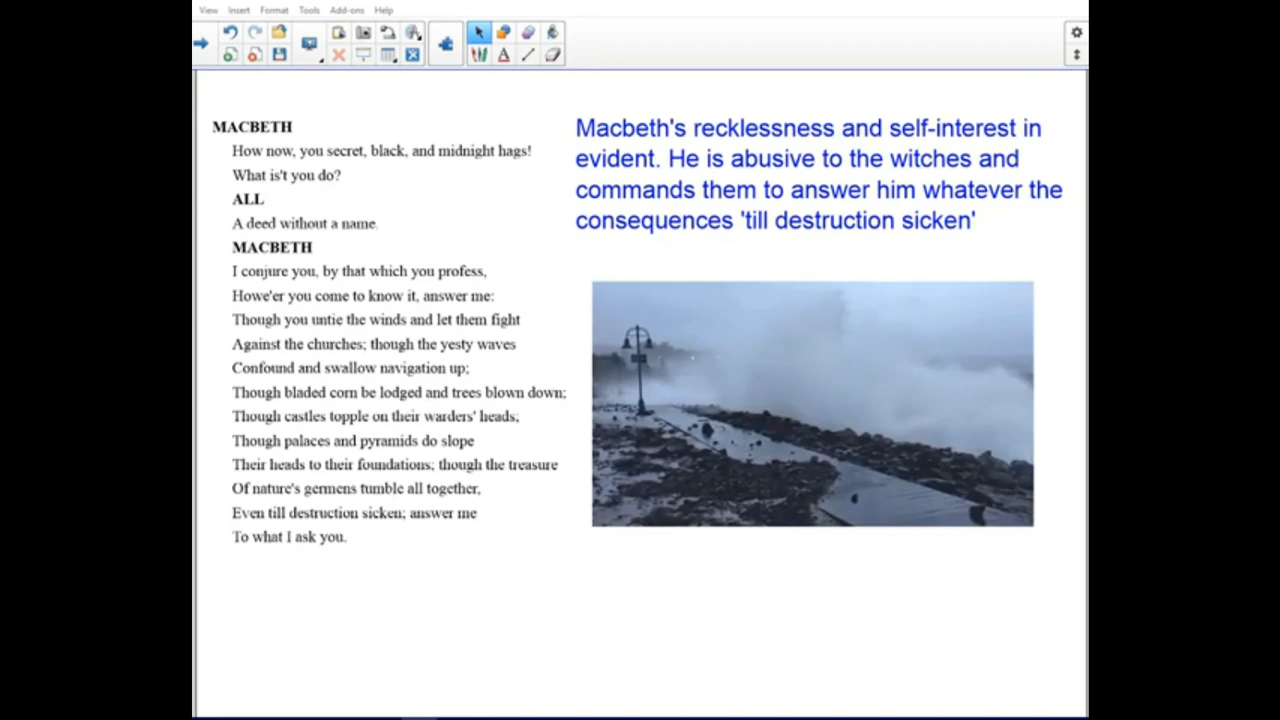 View Insert Format Tools Add-ons Help
MACBETH
How now, you secret, black, and midnight hags!
What is't you do?
ALL
A deed without a name.
MACBETH
I conjure you, by that which you profess,
Howe'er you come to know it, answer me:
Though you untie the winds and let them fight
Against the churches; though the yesty waves
Confound and swallow navigation up;
Though bladed corn be lodged and trees blown down;
Though castles topple on their warders' heads;
Though palaces and pyramids do slope
Their heads to their foundations; though the treasure
Of nature's germens tumble all together,
Even till destruction sicken; answer me
To what I ask you.
Macbeth's recklessness and self-interest in
evident. He is abusive to the witches and
commands them to answer him whatever the
consequences 'till destruction sicken'